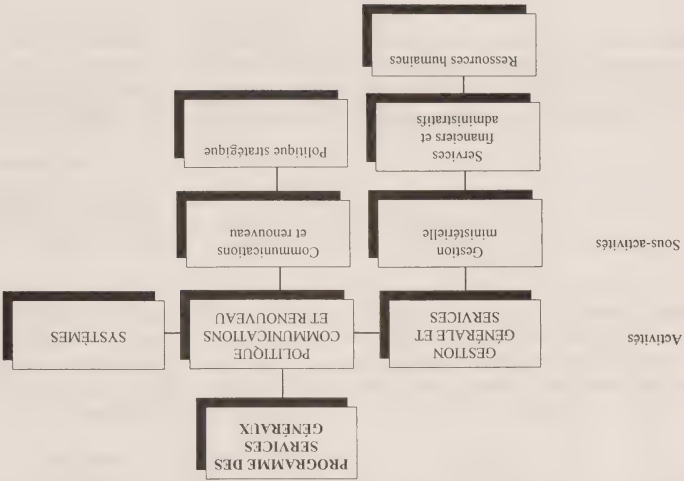 PROGRAMME DES
SERVICES
GÉNÉRAUX
Activités
GESTION
GÉNÉRALE ET
SERVICES
POLITIQUE
COMMUNICATIONS
ET RENOUVEAU
SYSTÈMES
Sous-activités
Gestion
ministérielle
Communications
et renouveau
Services
financiers et
administratifs
Politique stratégique
Ressources humaines